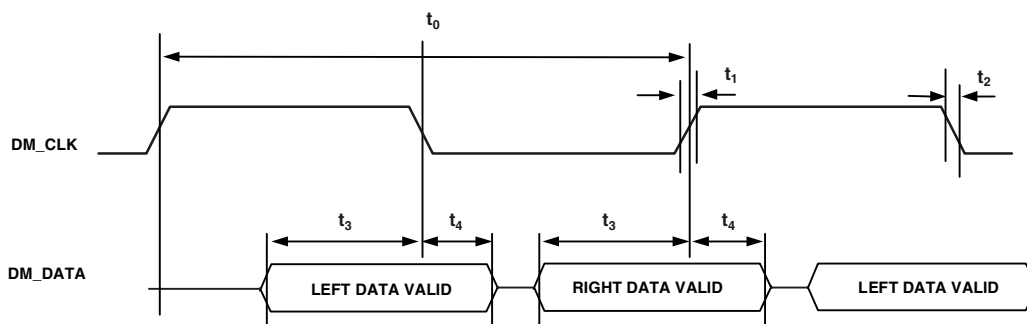 t0
t1
t2
DM_CLK
t3
t4
t3
t4
DM_DATA
LEFT DATA VALID
RIGHT DATA VALID
LEFT DATA VALID